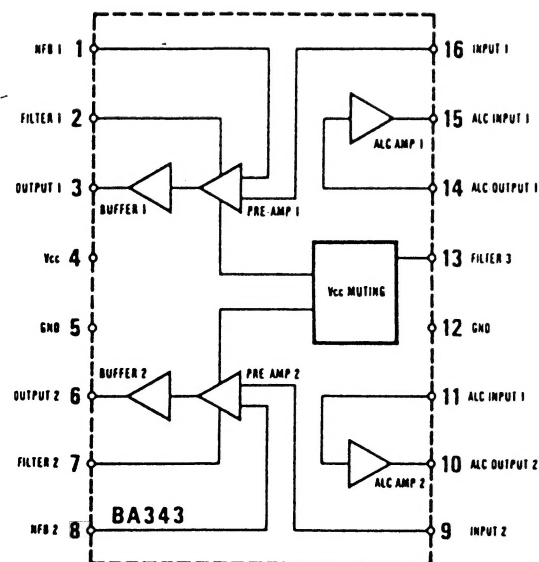 NFB 1 1
16 INPUT 1
FILTER 1 2
15 ALC INPUT 1
ALC AMP 1
OUTPUT 1 3
14 ALC OUTPUT 1
BUFFER 1
PRE-AMP 1
Vcc 4
13 FILTER 3
Vcc MUTING
GND 5
12 GND
BUFFER 2
PRE AMP 2
OUTPUT 2 6
11 ALC INPUT 1
FILTER 2 7
10 ALC OUTPUT 2
ALC AMP 2
BA343
NFB 2 8
9 INPUT 2